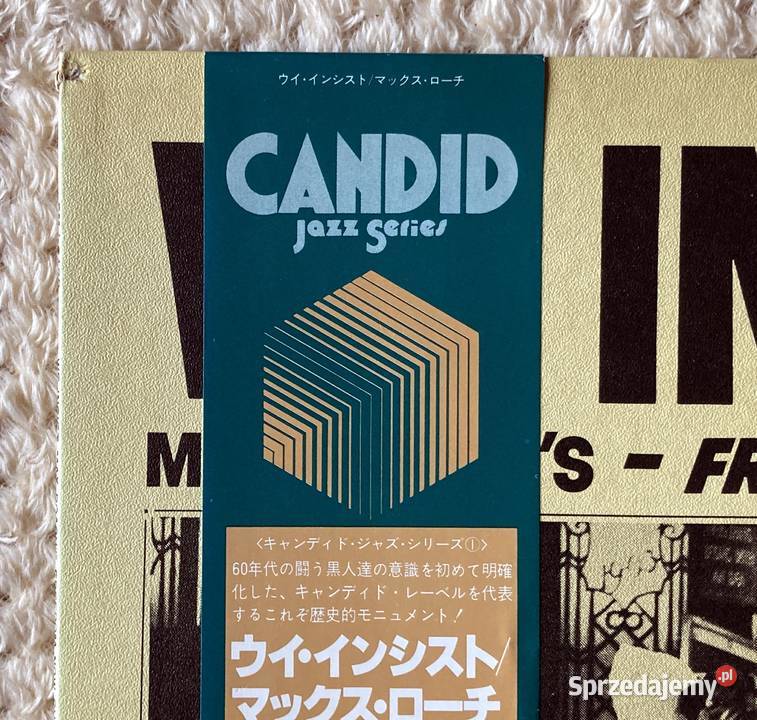 ウイ・インシスト/マックス・ローチ
CANDID
Jazz Series
IN
M 'S - FR
〈キャンディド・ジャズ・シリーズ①〉
60年代の闘う黒人達の意識を初めて明確
化した、キャンディド・レーベルを代表
するこれぞ歴史的モニュメント!
ウイ・インシスト/
マックス・ローチ
Sprzedajemy.pl